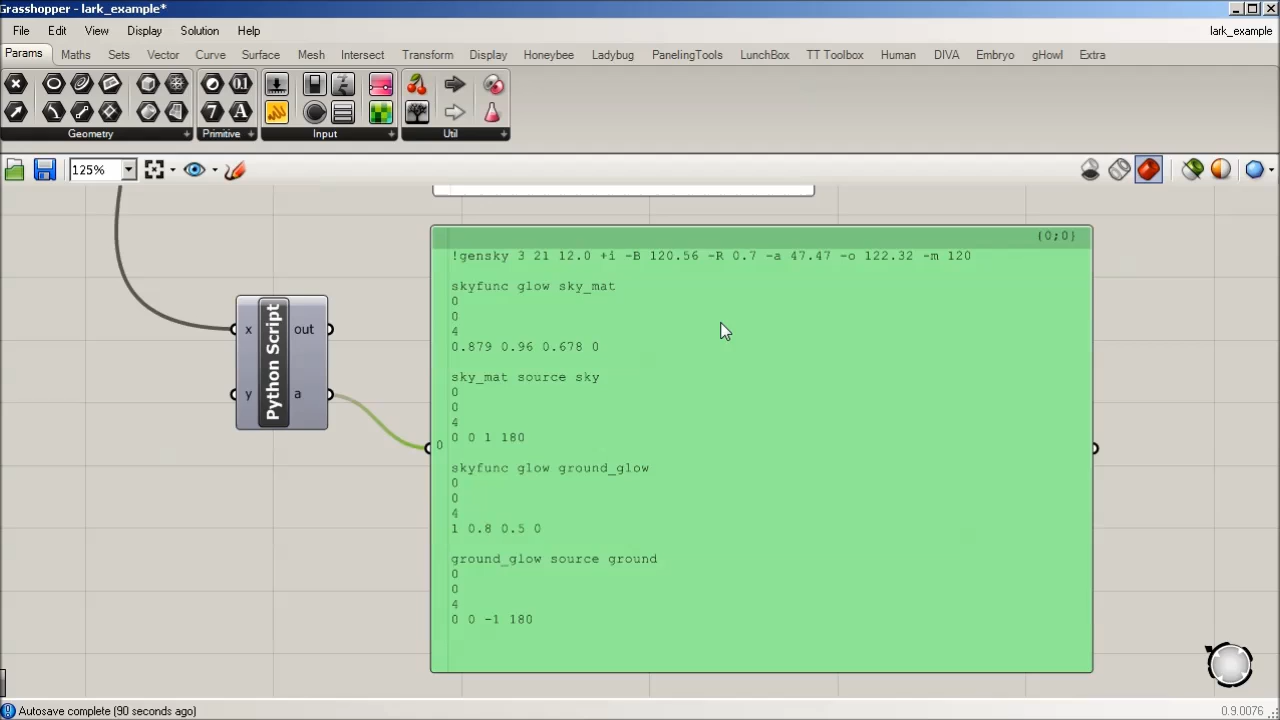 Grasshopper - lark_example*
File Edit View Display Solution Help
lark_example
Params Maths Sets Vector Curve Surface Mesh Intersect Transform Display Honeybee Ladybug PanelingTools LunchBox TT Toolbox Human DIVA Embryo gHowl Extra
0.1
7 A
Geometry Primitive Input Util
125%
{0;0}
!gensky 3 21 12.0 +i -B 120.56 -R 0.7 -a 47.47 -o 122.32 -m 120
skyfunc glow sky_mat
0
0
4
0.879 0.96 0.678 0
sky_mat source sky
0
0
4
0 0 0 1 180
skyfunc glow ground_glow
0
0
4
1 0.8 0.5 0
ground_glow source ground
0
0
4
0 0 -1 180
x out
Python Script
y a
Autosave complete (90 seconds ago)
0.9.0076